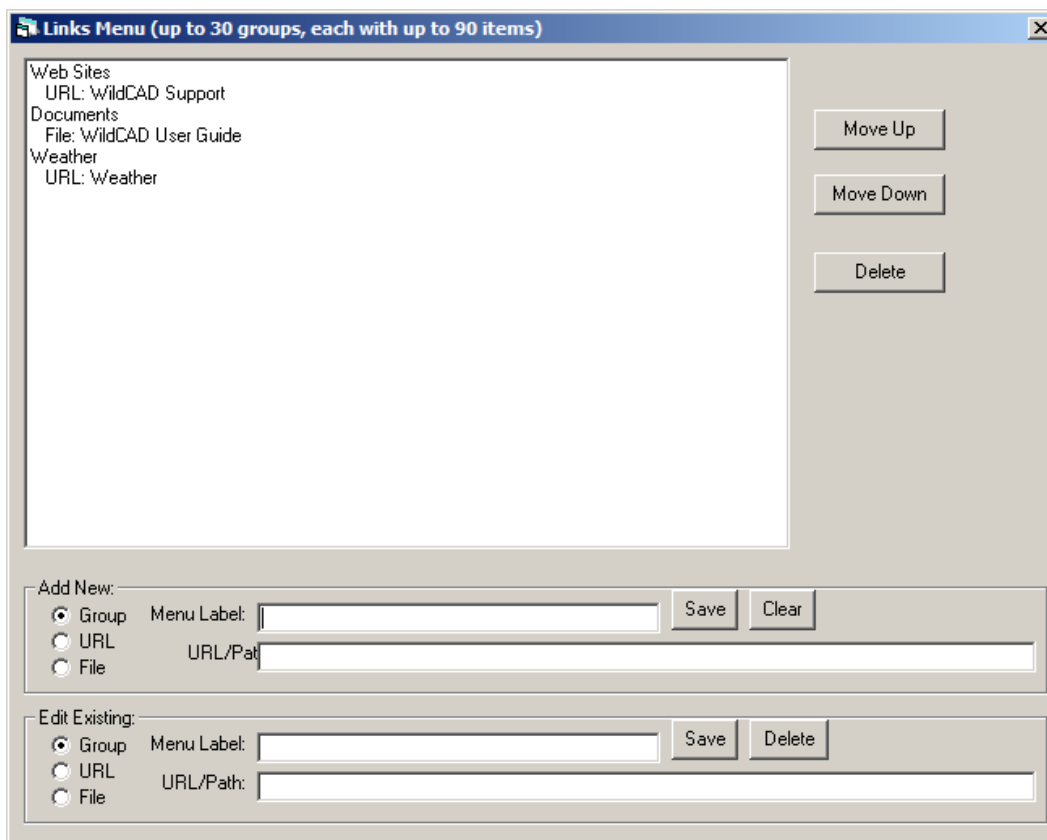 Links Menu (up to 30 groups, each with up to 90 items)
Web Sites
URL: WildCAD Support
Documents
File: WildCAD User Guide
Weather
URL: Weather
Move Up
Move Down
Delete
Add New:
Group Menu Label: Save Clear
URL
URL/Pat
File
Edit Existing:
Group Menu Label: Save Delete
URL
URL/Path:
File